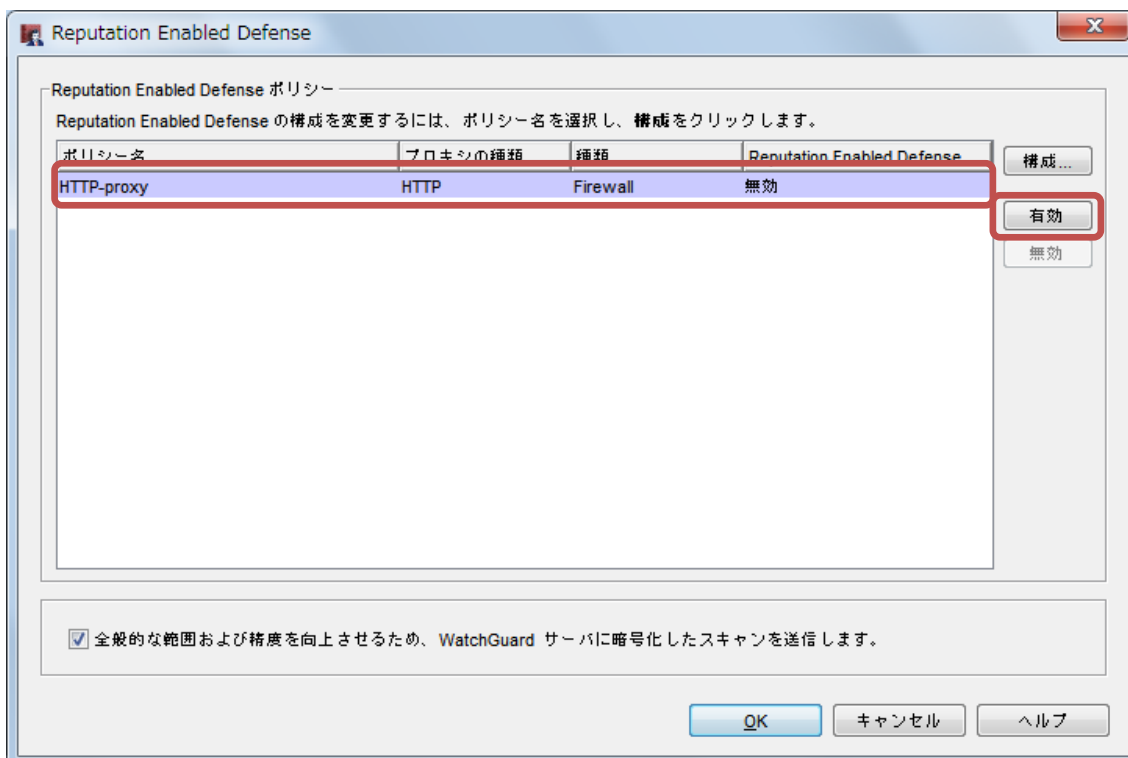 Reputation Enabled Defense
Reputation Enabled Defense ポリシー
Reputation Enabled Defense の構成を変更するには、ポリシー名を選択し、構成をクリックします。
ポリシー名 プロキシの種類 種類 Reputation Enabled Defense
構成...
HTTP-proxy HTTP Firewall 無効
有効
無効
全般的な範囲および精度を向上させるため、WatchGuard サーバに暗号化したスキャンを送信します。
OK キャンセル ヘルプ